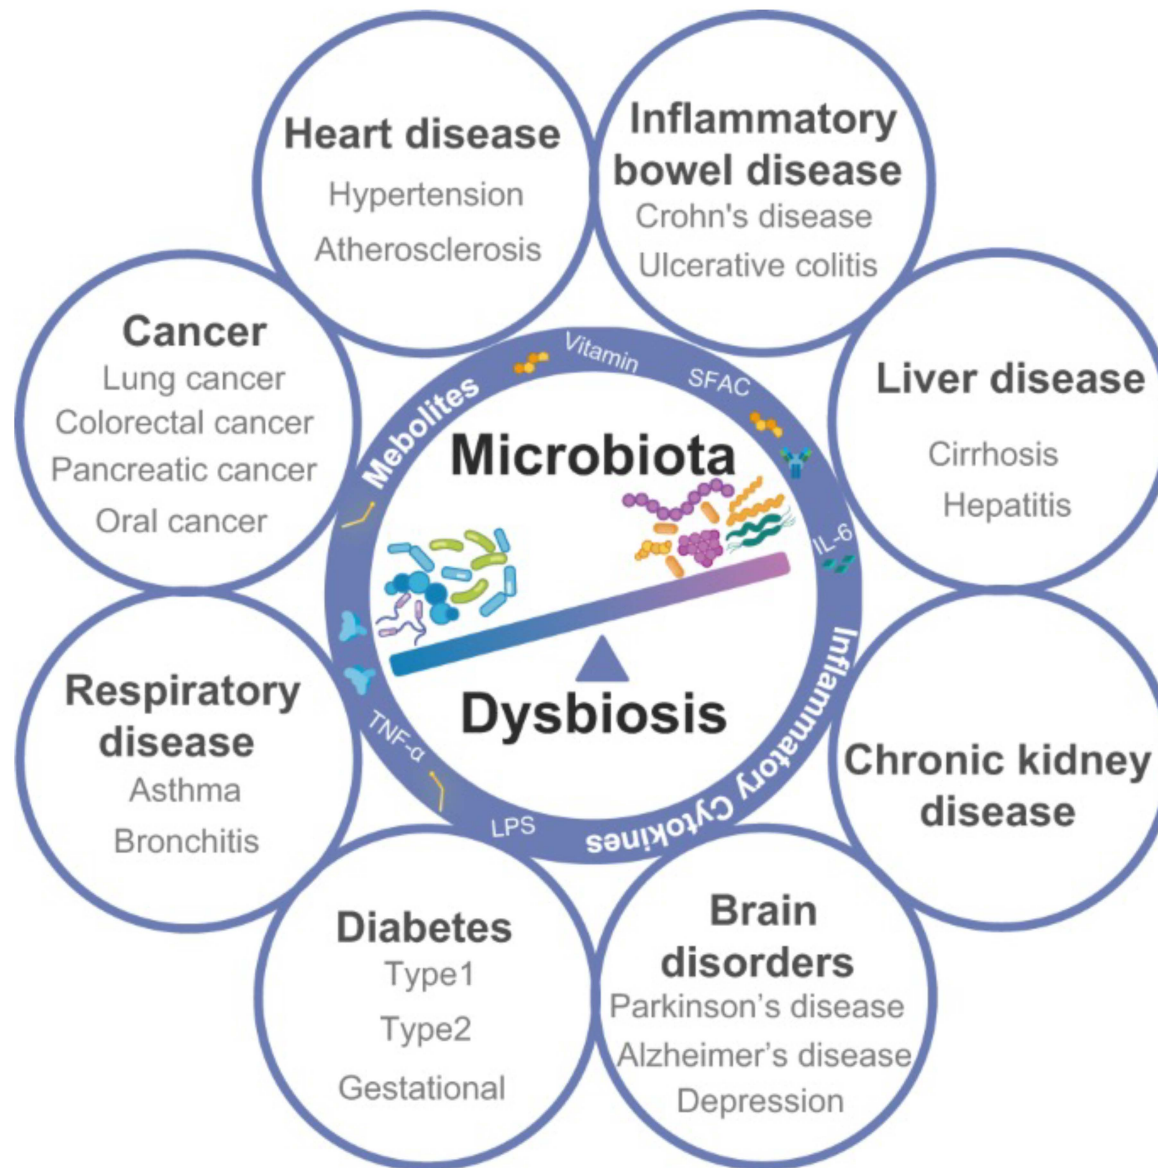 Heart disease
Hypertension
Atherosclerosis
Inflammatory
bowel disease
Crohn's disease
Ulcerative colitis
Cancer
Lung cancer
Colorectal cancer
Pancreatic cancer
Oral cancer
Liver disease
Cirrhosis
Hepatitis
Mebolites
Vitamin
SFAC
IL-6
Inflammatory Cytokines
LPS
TNF-α
Microbiota
Dysbiosis
Respiratory
disease
Asthma
Bronchitis
Chronic kidney
disease
Diabetes
Type1
Type2
Gestational
Brain
disorders
Parkinson’s disease
Alzheimer’s disease
Depression